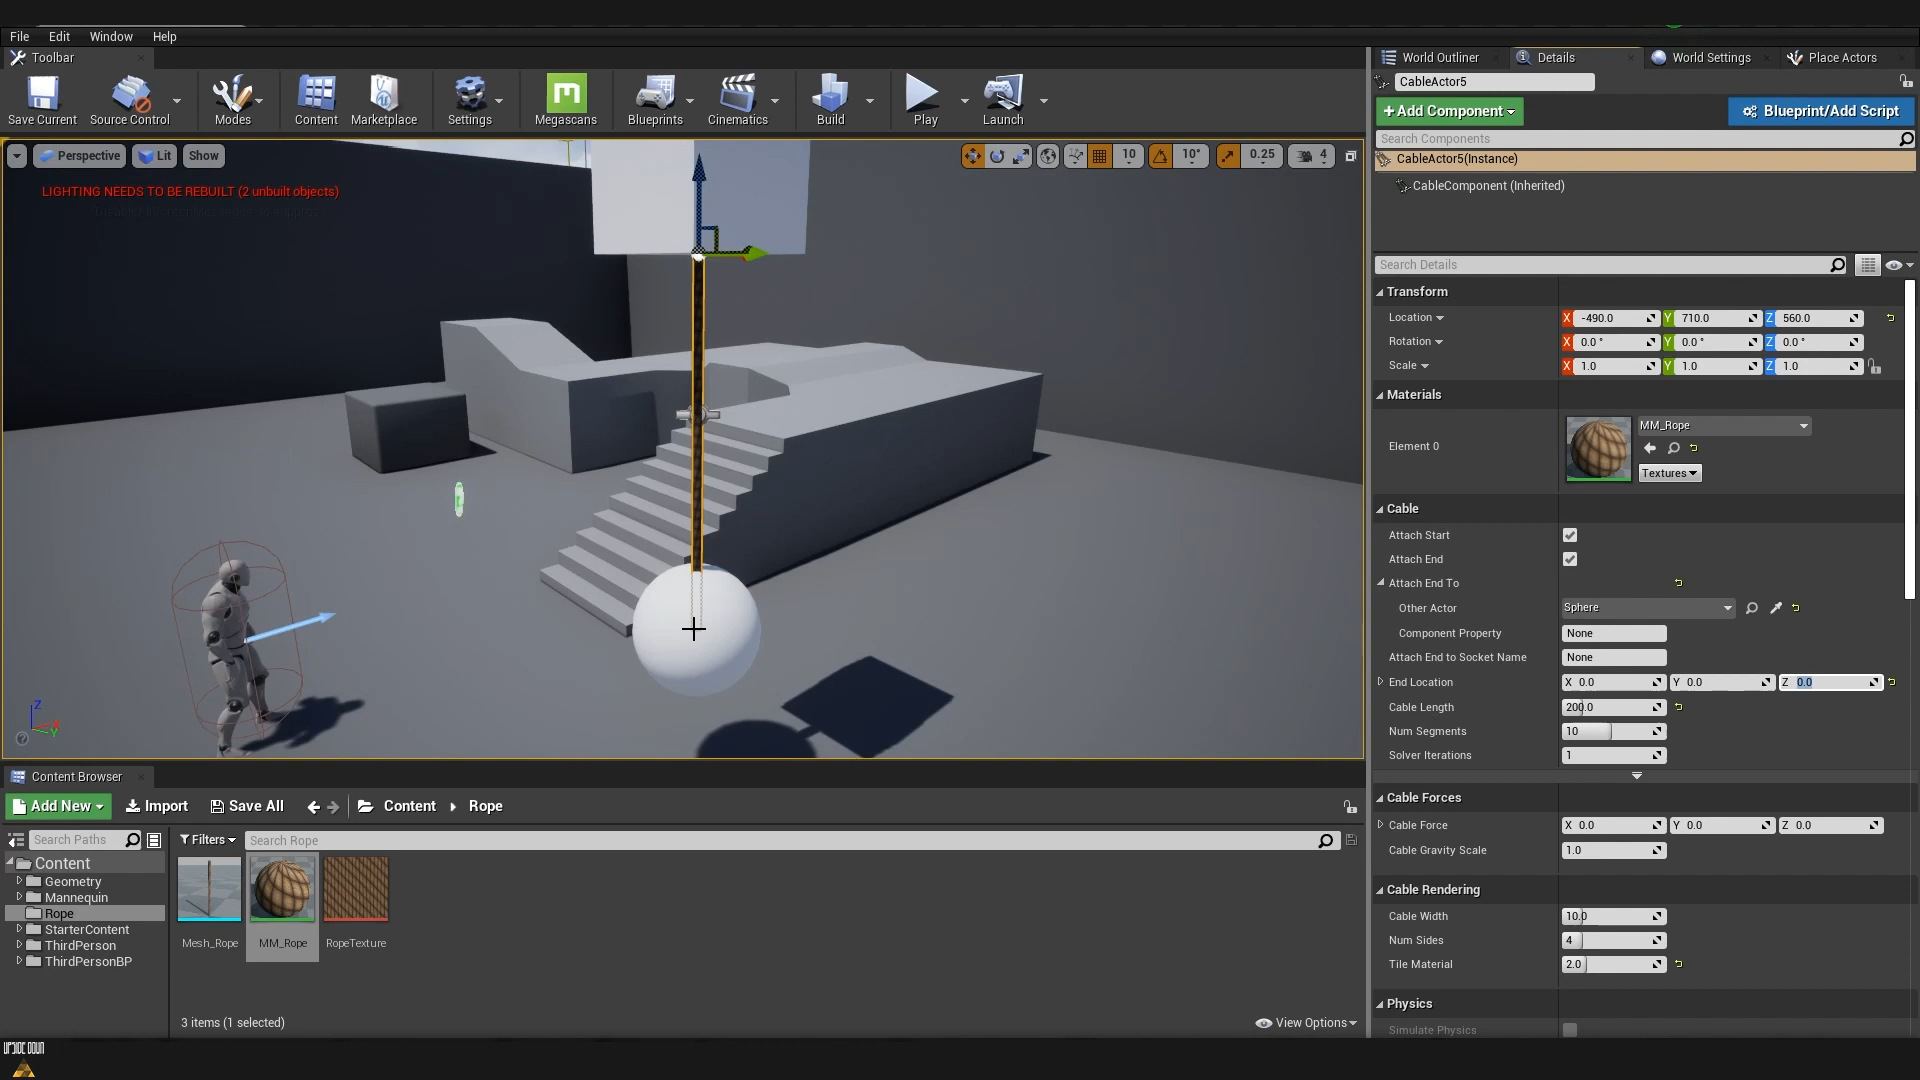 File Edit Window Help
Toolbar
World Outliner
Details
World Settings
Place Actors
CableActor5
Save Current
Source Control
Modes
Content
Marketplace
Settings
Megascans
Blueprints
Cinematics
Build
Play
Launch
+Add Component
Blueprint/Add Script
Search Components
CableActor5(Instance)
CableComponent (Inherited)
Perspective
Lit
Show
10
10°
0.25
4
LIGHTING NEEDS TO BE REBUILT (2 unbuilt objects)
Z
X
Y
Search Details
Transform
Location X -490.0 Y 710.0 Z 560.0
Rotation X 0.0 ° Y 0.0 ° Z 0.0 °
Scale X 1.0 Y 1.0 Z 1.0
Materials
Element 0
MM_Rope
Textures
Cable
Attach Start
Attach End
Attach End To
Other Actor Sphere
Component Property None
Attach End to Socket Name None
End Location X 0.0 Y 0.0 Z 0.0
Cable Length 200.0
Num Segments 10
Solver Iterations 1
Cable Forces
Cable Force X 0.0 Y 0.0 Z 0.0
Cable Gravity Scale 1.0
Cable Rendering
Cable Width 10.0
Num Sides 4
Tile Material 2.0
Physics
Simulate Physics
Content Browser
Add New
Import
Save All
Content
Rope
Search Paths
Filters
Search Rope
Content
Geometry
Mannequin
Rope
StarterContent
ThirdPerson
ThirdPersonBP
Mesh_Rope
MM_Rope
RopeTexture
3 items (1 selected)
View Options
UPSIDE DOWN